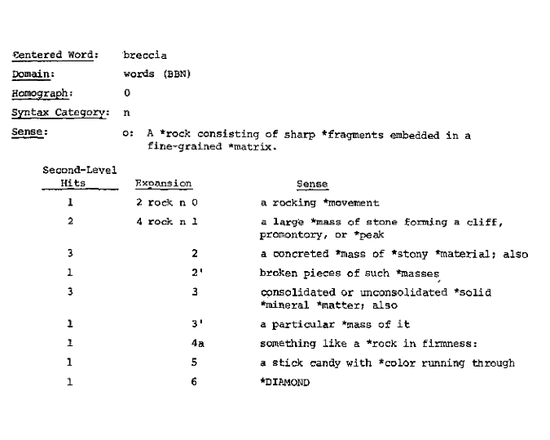 Centered Word: breccia
Domain: words (BBN)
Homograph: 0
Syntax Category: n
Sense: o: A *rock consisting of sharp *fragments embedded in a
fine-grained *matrix.
Second-Level
Hits Expansion Sense
1 2 rock n 0 a rocking *movement
2 4 rock n 1 a large *mass of stone forming a cliff,
promontory, or *peak
3 2 a concreted *mass of *stony *material; also
1 2' broken pieces of such *masses
3 3 consolidated or unconsolidated *solid
*mineral *matter; also
1 3' a particular *mass of it
1 4a something like a *rock in firmness:
1 5 a stick candy with *color running through
1 6 *DIAMOND